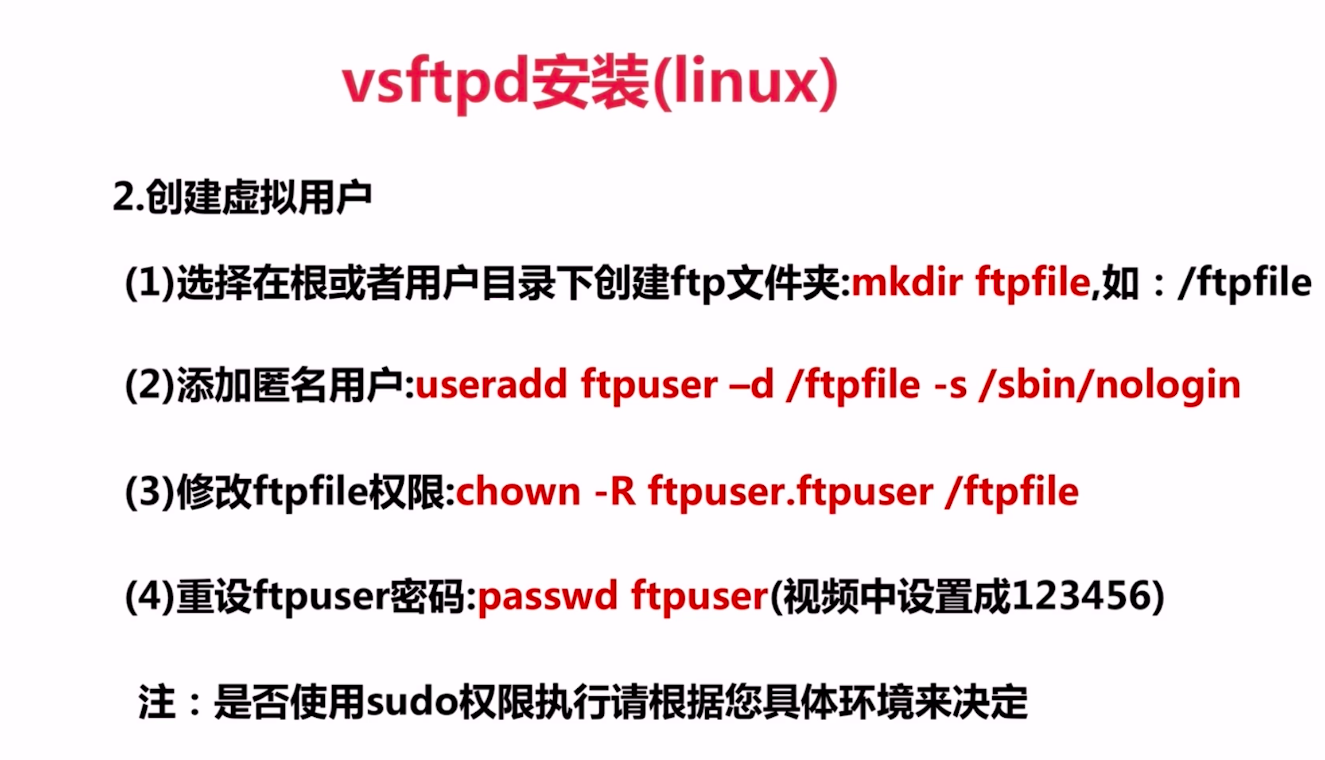 vsftpd安装(linux)
2.创建虚拟用户
(1)选择在根或者用户目录下创建ftp文件夹:mkdir ftpfile,如：/ftpfile
(2)添加匿名用户:useradd ftpuser –d /ftpfile -s /sbin/nologin
(3)修改ftpfile权限:chown -R ftpuser.ftpuser /ftpfile
(4)重设ftpuser密码:passwd ftpuser(视频中设置成123456)
注：是否使用sudo权限执行请根据您具体环境来决定